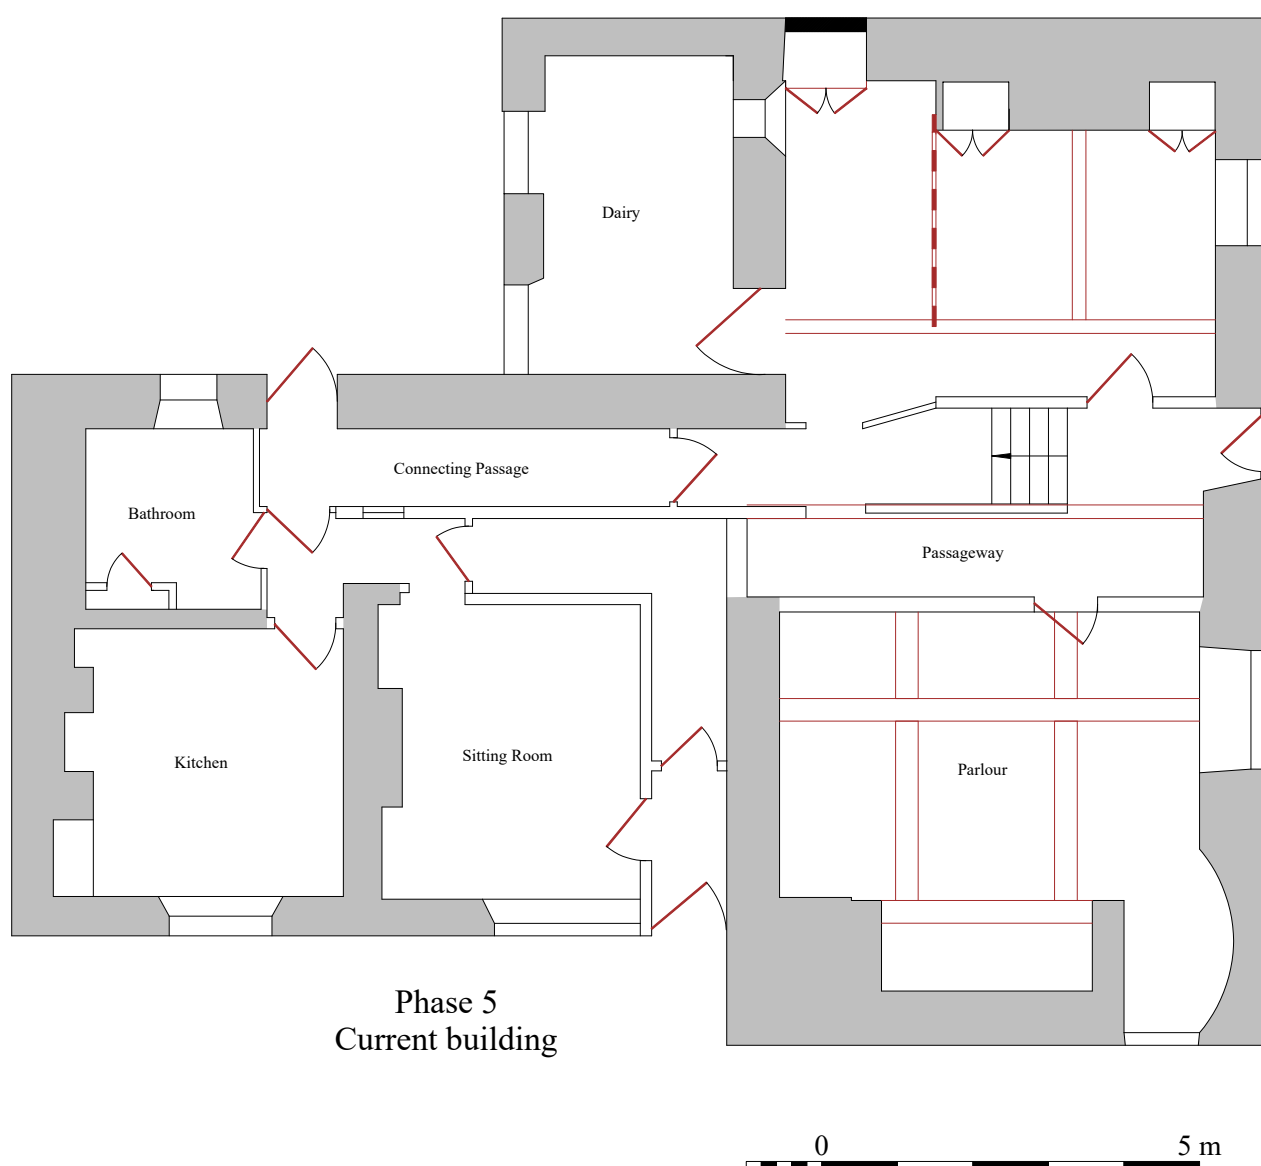 Dairy
Connecting Passage
Bathroom
Passageway
Kitchen
Sitting Room
Parlour
Phase 5
Current building
0 5 m